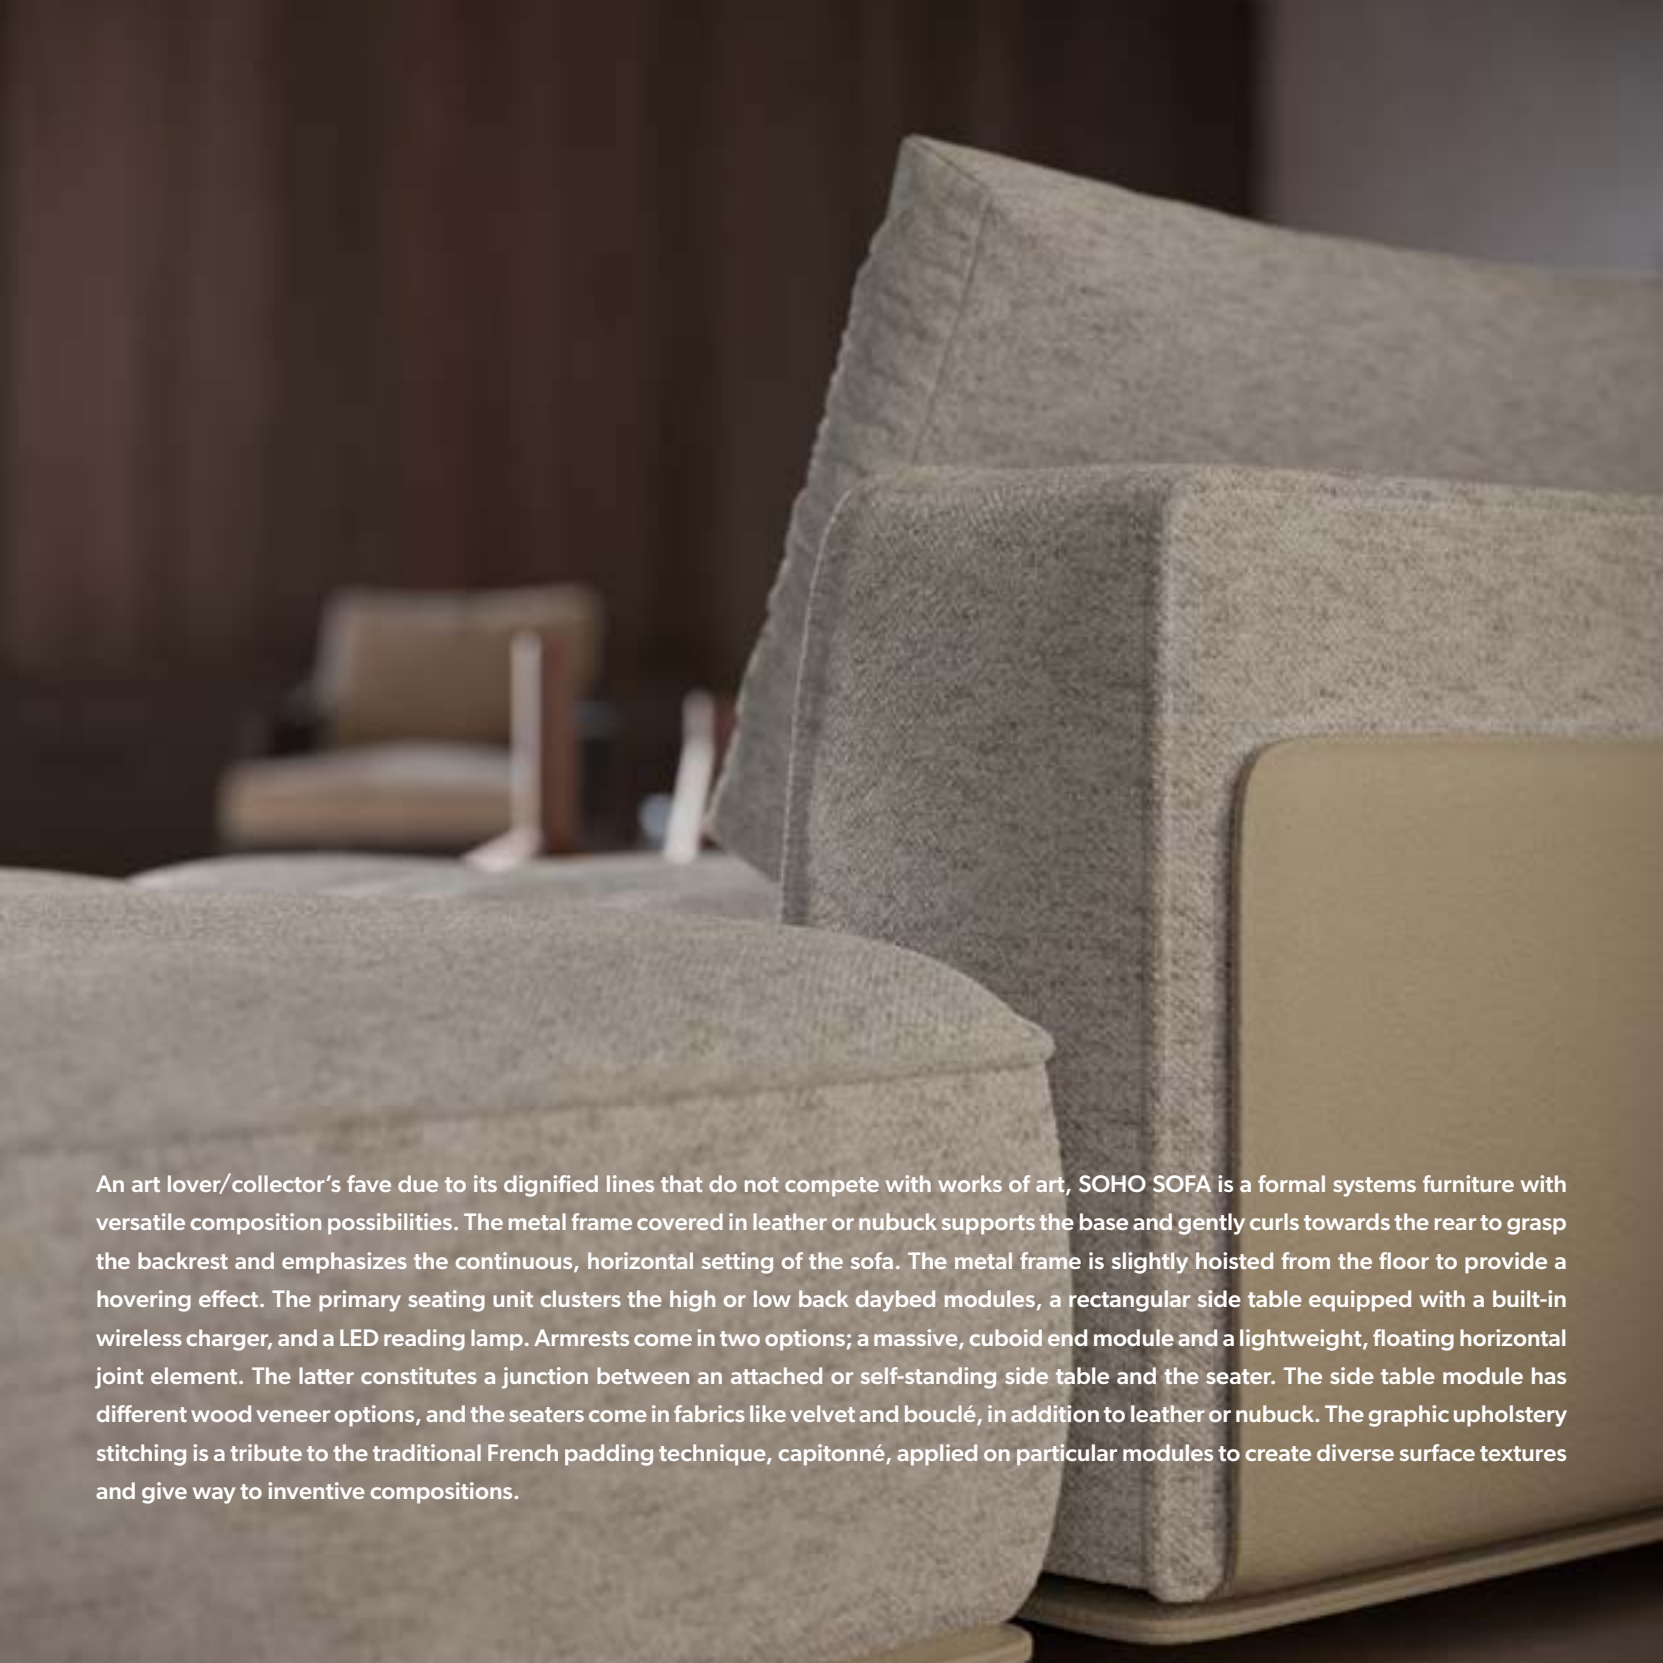 An art lover/collector's fave due to its dignified lines that do not compete with works of art, SOHO SOFA is a formal systems furniture with
versatile composition possibilities. The metal frame covered in leather or nubuck supports the base and gently curls towards the rear to grasp
the backrest and emphasizes the continuous, horizontal setting of the sofa. The metal frame is slightly hoisted from the floor to provide a
hovering effect. The primary seating unit clusters the high or low back daybed modules, a rectangular side table equipped with a built-in
wireless charger, and a LED reading lamp. Armrests come in two options; a massive, cuboid end module and a lightweight, floating horizontal
joint element. The latter constitutes a junction between an attached or self-standing side table and the seater. The side table module has
different wood veneer options, and the seaters come in fabrics like velvet and bouclé, in addition to leather or nubuck. The graphic upholstery
stitching is a tribute to the traditional French padding technique, capitonné, applied on particular modules to create diverse surface textures
and give way to inventive compositions.